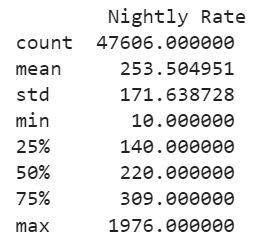 Nightly Rate
count 47606.000000
mean 253.504951
std 171.638728
min 10.000000
25% 140.000000
50% 220.000000
75% 309.000000
max 1976.000000